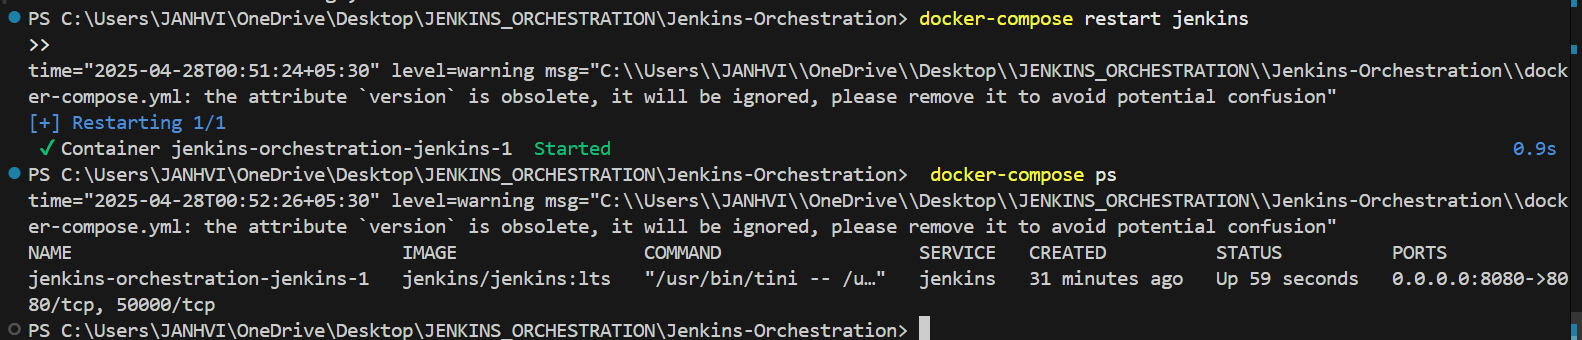 PS C:\Users\JANHVI\OneDrive\Desktop\JENKINS_ORCHESTRATION\Jenkins-Orchestration> docker-compose restart jenkins
>>
time="2025-04-28T00:51:24+05:30" level=warning msg="C:\\Users\\JANHVI\\OneDrive\\Desktop\\JENKINS_ORCHESTRATION\\Jenkins-Orchestration\\dock
er-compose.yml: the attribute `version` is obsolete, it will be ignored, please remove it to avoid potential confusion"
[+] Restarting 1/1
✓ Container jenkins-orchestration-jenkins-1  Started 0.9s
PS C:\Users\JANHVI\OneDrive\Desktop\JENKINS_ORCHESTRATION\Jenkins-Orchestration>  docker-compose ps
time="2025-04-28T00:52:26+05:30" level=warning msg="C:\\Users\\JANHVI\\OneDrive\\Desktop\\JENKINS_ORCHESTRATION\\Jenkins-Orchestration\\dock
er-compose.yml: the attribute `version` is obsolete, it will be ignored, please remove it to avoid potential confusion"
NAME IMAGE COMMAND SERVICE CREATED STATUS PORTS
jenkins-orchestration-jenkins-1 jenkins/jenkins:lts "/usr/bin/tini -- /u…" jenkins 31 minutes ago Up 59 seconds 0.0.0.0:8080->80
80/tcp, 50000/tcp
PS C:\Users\JANHVI\OneDrive\Desktop\JENKINS_ORCHESTRATION\Jenkins-Orchestration>